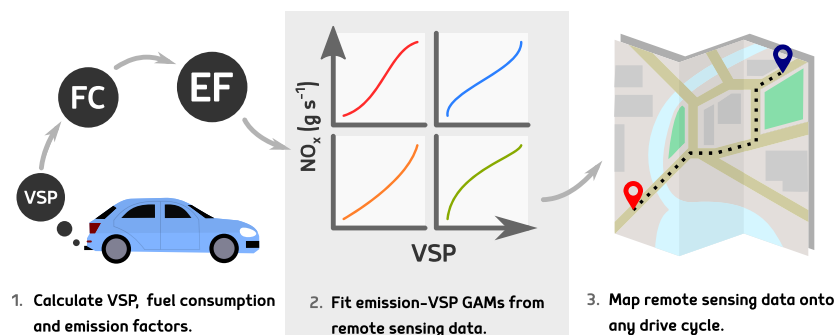 VSP
FC
EF
NOx (g s⁻¹)
VSP
1. Calculate VSP, fuel consumption
and emission factors.
2. Fit emission-VSP GAMs from
remote sensing data.
3. Map remote sensing data onto
any drive cycle.